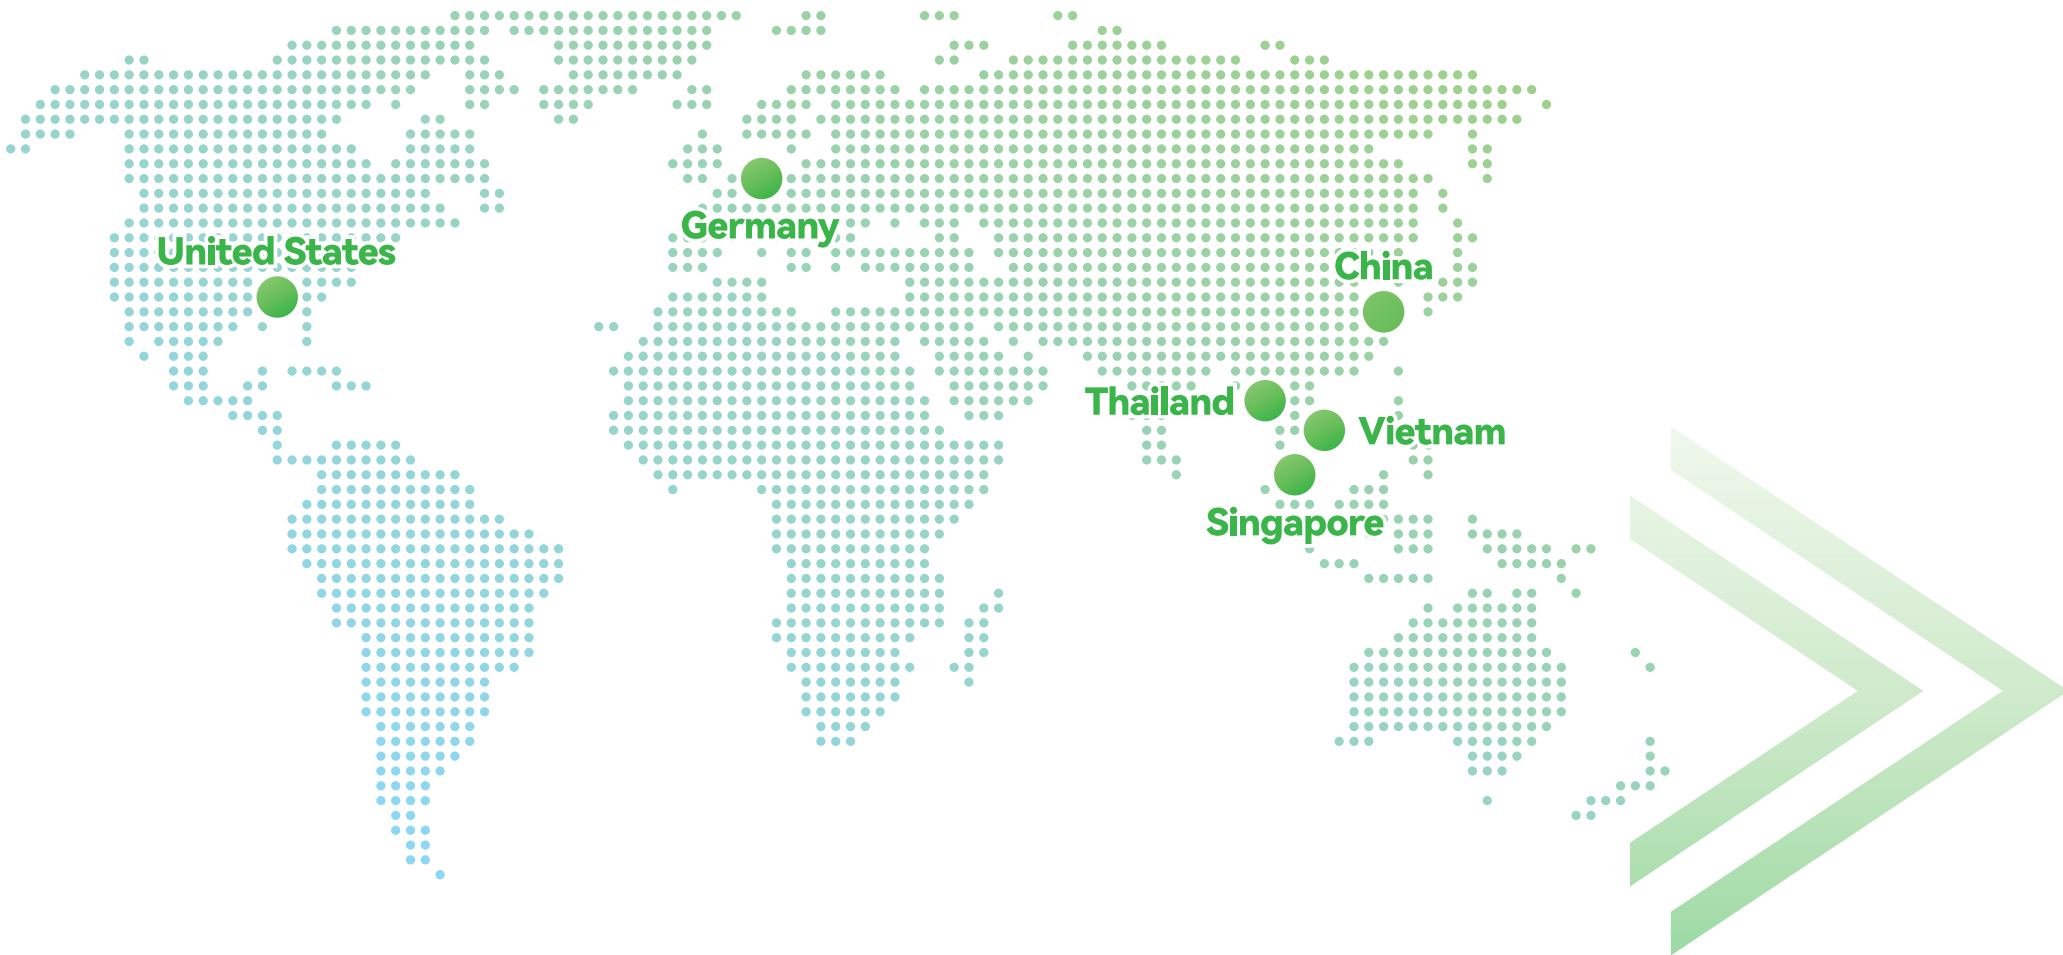 Germany
United States
China
Thailand
Vietnam
Singapore